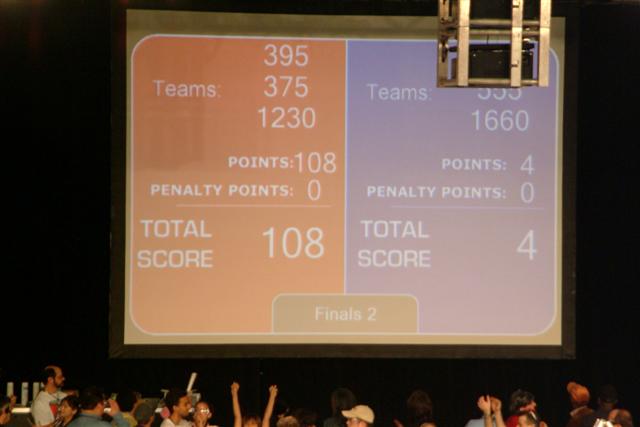 395
Teams: 375
1230
POINTS: 108
PENALTY POINTS: 0
TOTAL SCORE 108
Teams: 555
1660
POINTS: 4
PENALTY POINTS: 0
TOTAL SCORE 4
Finals 2